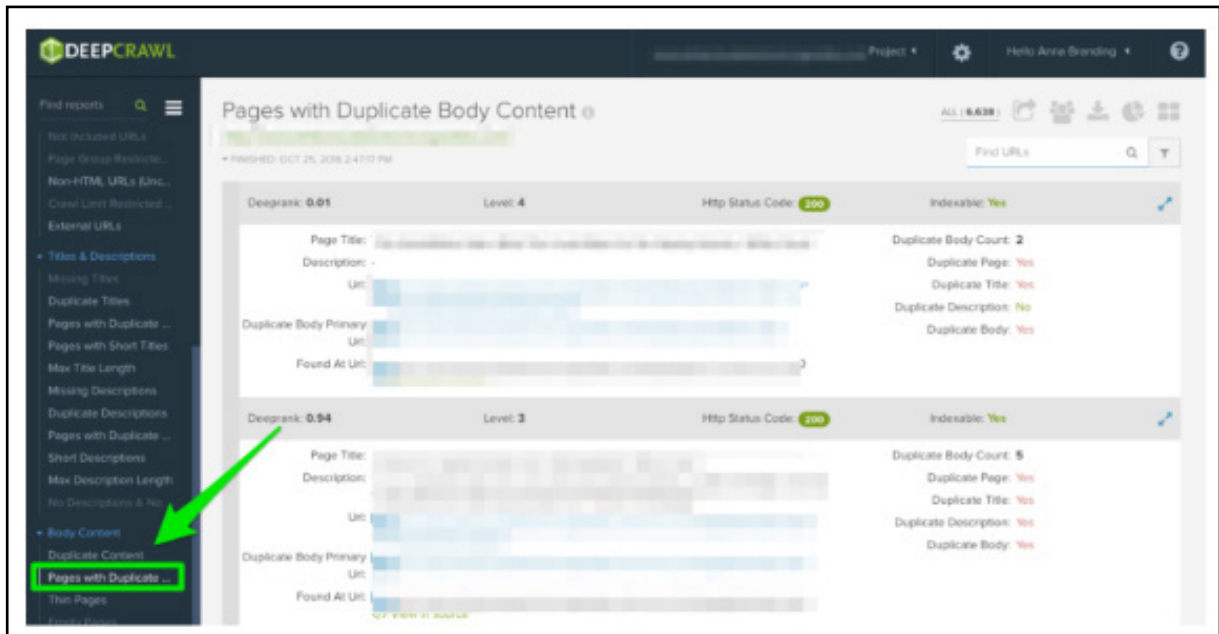 DEEPCRAWL
Project
Hello Anne Branding
?
Find reports
Not Included URLs
Page Group Restricte...
Non-HTML URLs (Unc...
Crawl Limit Restricted ...
External URLs
Titles & Descriptions
Missing Titles
Duplicate Titles
Pages with Duplicate ...
Pages with Short Titles
Max Title Length
Missing Descriptions
Duplicate Descriptions
Pages with Duplicate ...
Short Descriptions
Max Description Length
No Descriptions & No
Body Content
Duplicate Content
Pages with Duplicate ...
Thin Pages
Empty Pages
Pages with Duplicate Body Content
ALL ( 6,638 )
FINISHED: OCT 25, 2016 2:47:17 PM
Find URLs
Deeprank: 0.01 Level: 4 Http Status Code: 200 Indexable: Yes
Page Title:
Description: -
Url:
Duplicate Body Primary
Url:
Found At Url:
Duplicate Body Count: 2
Duplicate Page: Yes
Duplicate Title: Yes
Duplicate Description: No
Duplicate Body: Yes
Deeprank: 0.94 Level: 3 Http Status Code: 200 Indexable: Yes
Page Title:
Description:
Url:
Duplicate Body Primary
Url:
Found At Url:
View in source
Duplicate Body Count: 5
Duplicate Page: Yes
Duplicate Title: Yes
Duplicate Description: Yes
Duplicate Body: Yes